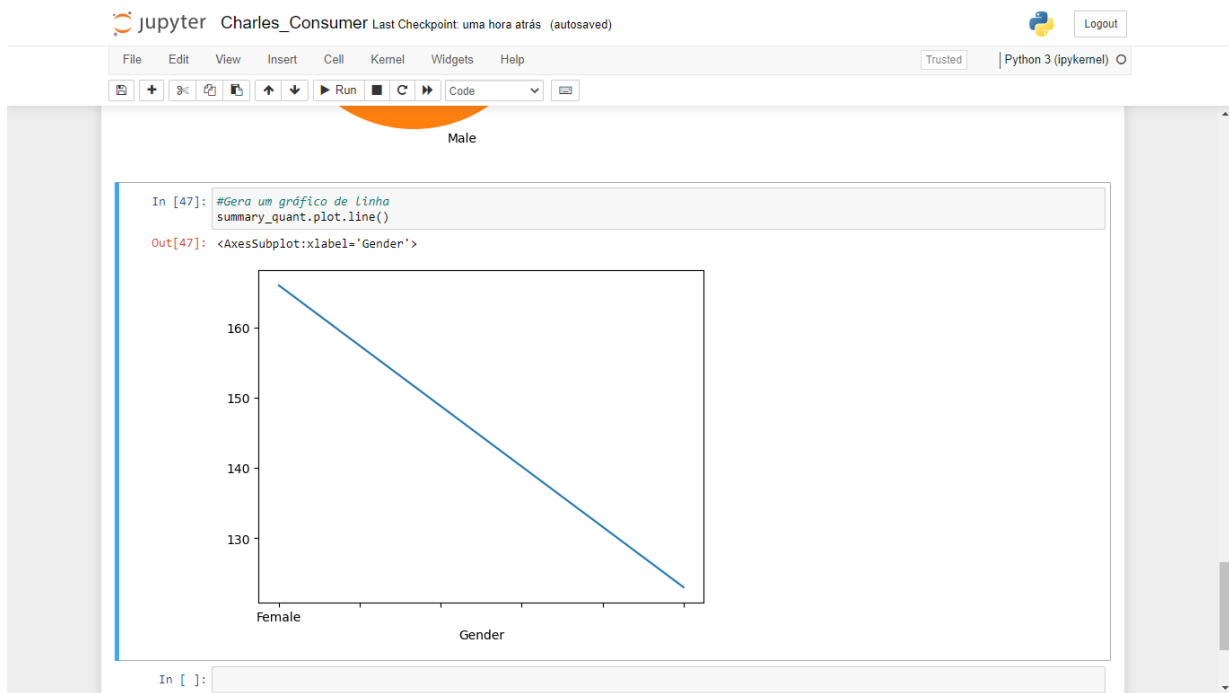 jupyter Charles_Consumer Last Checkpoint: uma hora atrás (autosaved)
Logout
File Edit View Insert Cell Kernel Widgets Help
Trusted
Python 3 (ipykernel)
Run
Code
Male
In [47]: #Gera um gráfico de linha
summary_quant.plot.line()
Out[47]: <AxesSubplot:xlabel='Gender'>
160
150
140
130
Female
Gender
In [ ]: